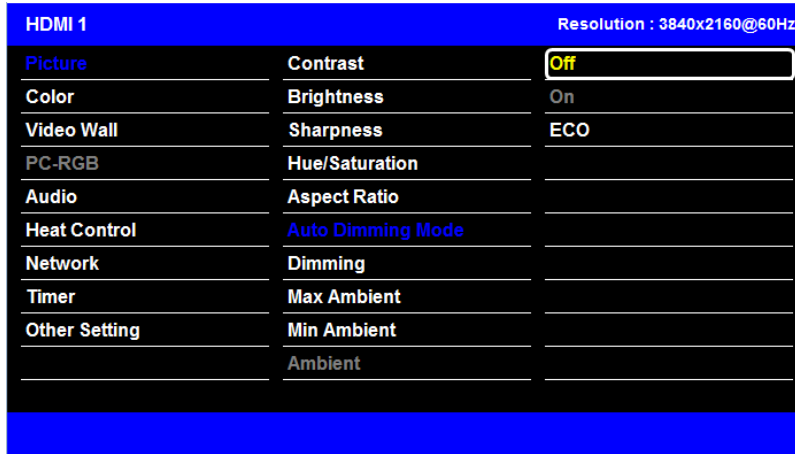 HDMI 1
Resolution : 3840x2160@60Hz
Picture
Color
Video Wall
PC-RGB
Audio
Heat Control
Network
Timer
Other Setting
Contrast
Brightness
Sharpness
Hue/Saturation
Aspect Ratio
Auto Dimming Mode
Dimming
Max Ambient
Min Ambient
Ambient
Off
On
ECO